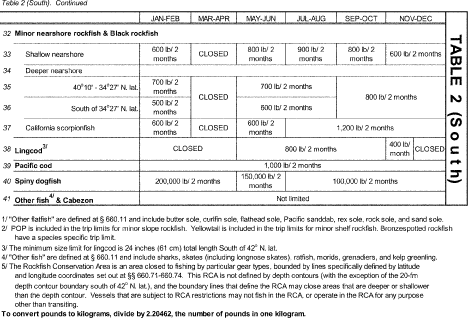 Table 2 (South). Continued
JAN-FEB MAR-APR MAY-JUN JUL-AUG SEP-OCT NOV-DEC
32 Minor nearshore rockfish & Black rockfish
33 Shallow nearshore 600 lb/ 2 months CLOSED 800 lb/ 2 months 900 lb/ 2 months 800 lb/ 2 months 600 lb/ 2 months
34 Deeper nearshore
35 40°10' - 34°27' N. lat. 700 lb/ 2 months CLOSED 700 lb/ 2 months 800 lb/ 2 months
36 South of 34°27' N. lat. 500 lb/ 2 months 600 lb/ 2 months
37 California scorpionfish 600 lb/ 2 months CLOSED 600 lb/ 2 months 1,200 lb/ 2 months
38 Lingcod3/ CLOSED 800 lb/ 2 months 400 lb/ month CLOSED
39 Pacific cod 1,000 lb/ 2 months
40 Spiny dogfish 200,000 lb/ 2 months 150,000 lb/ 2 months 100,000 lb/ 2 months
41 Other fish4/ & Cabezon Not limited
TABLE 2 (South)
1/ "Other flatfish" are defined at § 660.11 and include butter sole, curlfin sole, flathead sole, Pacific sanddab, rex sole, rock sole, and sand sole.
2/ POP is included in the trip limits for minor slope rockfish. Yellowtail is included in the trip limits for minor shelf rockfish. Bronzespotted rockfish
have a species specific trip limit.
3/ The minimum size limit for lingcod is 24 inches (61 cm) total length South of 42° N. lat.
4/ "Other fish" are defined at § 660.11 and include sharks, skates (including longnose skates), ratfish, morids, grenadiers, and kelp greenling.
5/ The Rockfish Conservation Area is an area closed to fishing by particular gear types, bounded by lines specifically defined by latitude
and longitude coordinates set out at §§ 660.71-660.74. This RCA is not defined by depth contours (with the exception of the 20-fm
depth contour boundary south of 42° N. lat.), and the boundary lines that define the RCA may close areas that are deeper or shallower
than the depth contour. Vessels that are subject to RCA restrictions may not fish in the RCA, or operate in the RCA for any purpose
other than transiting.
To convert pounds to kilograms, divide by 2.20462, the number of pounds in one kilogram.